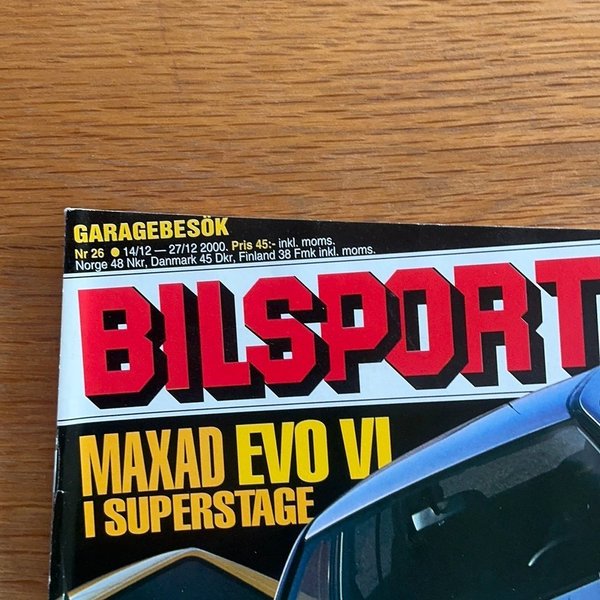 GARAGEBESÖK
Nr 26 ● 14/12 — 27/12 2000. Pris 45:- inkl. moms.
Norge 48 Nkr, Danmark 45 Dkr, Finland 38 Fmk inkl. moms.
BILSPORT
MAXAD EVO VI
I SUPERSTAGE